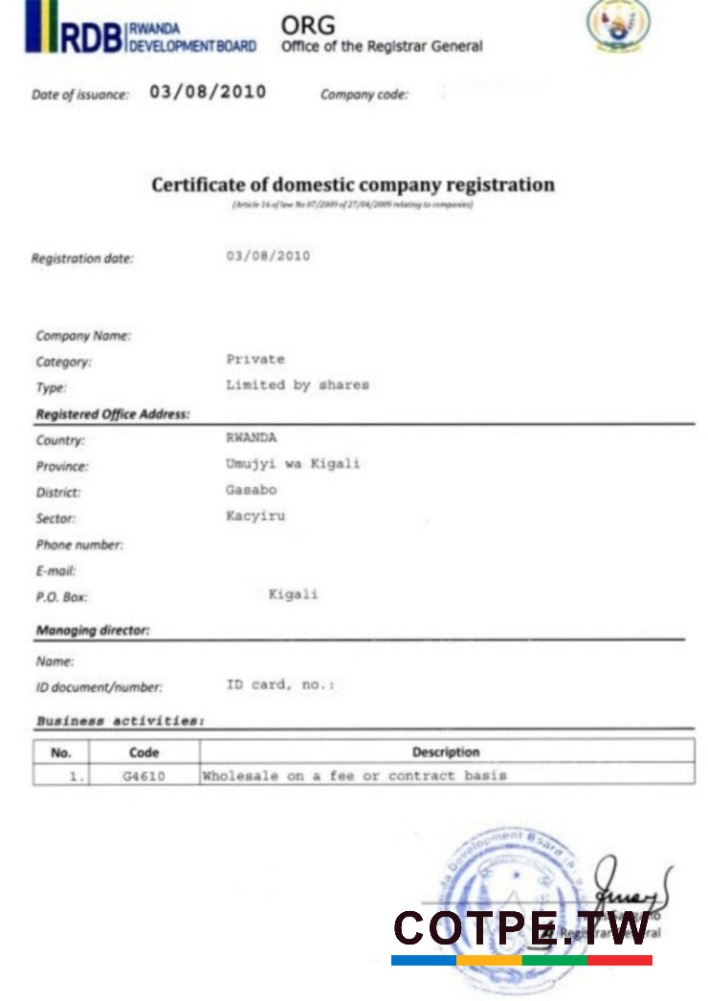 RDB RWANDA
DEVELOPMENT BOARD
ORG
Office of the Registrar General
Date of issuance: 03/08/2010 Company code:
Certificate of domestic company registration
(Article 14 of law No 07/2009 of 27/04/2009 relating to companies)
Registration date: 03/08/2010
Company Name:
Category: Private
Type: Limited by shares
Registered Office Address:
Country: RWANDA
Province: Umujyi wa Kigali
District: Gasabo
Sector: Kacyiru
Phone number:
E-mail:
P.O. Box: Kigali
Managing director:
Name:
ID document/number: ID card, no.:
Business activities:
No. Code Description
1. G4610 Wholesale on a fee or contract basis
Development Board
COTPE.TW
Registrar General